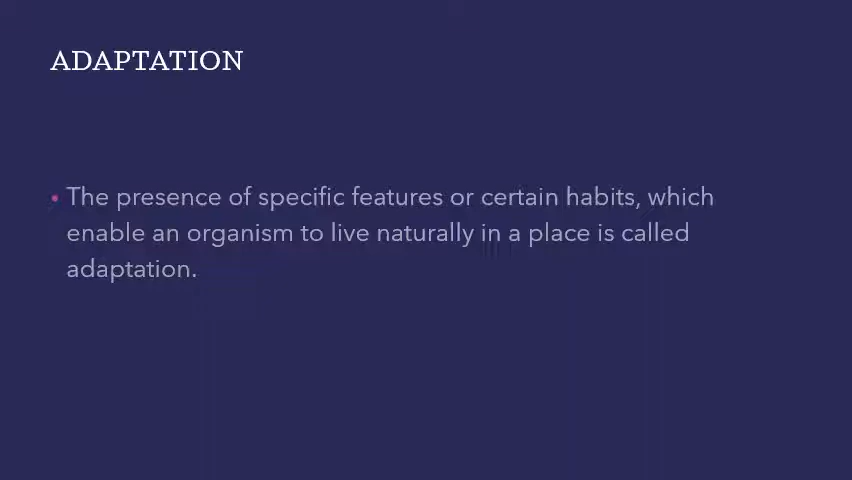 ADAPTATION
• The presence of specific features or certain habits, which
enable an organism to live naturally in a place is called
adaptation.